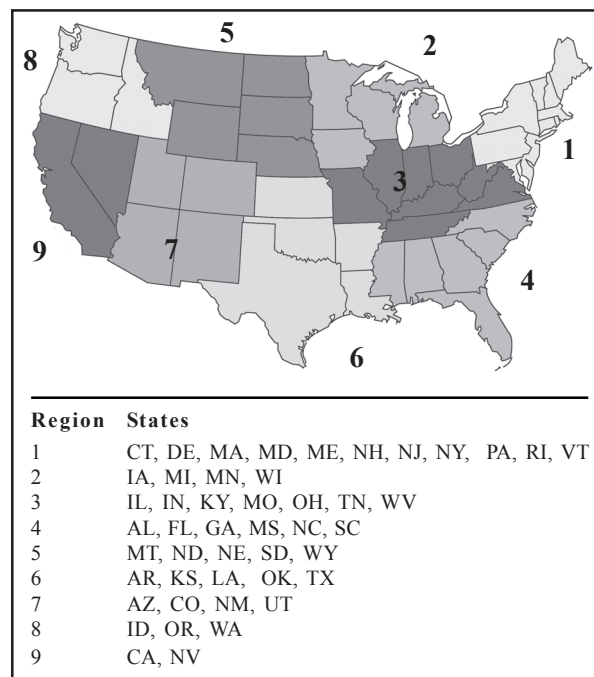 5
2
8
1
3
7
9
4
6
Region States
1 CT, DE, MA, MD, ME, NH, NJ, NY, PA, RI, VT
2 IA, MI, MN, WI
3 IL, IN, KY, MO, OH, TN, WV
4 AL, FL, GA, MS, NC, SC
5 MT, ND, NE, SD, WY
6 AR, KS, LA, OK, TX
7 AZ, CO, NM, UT
8 ID, OR, WA
9 CA, NV